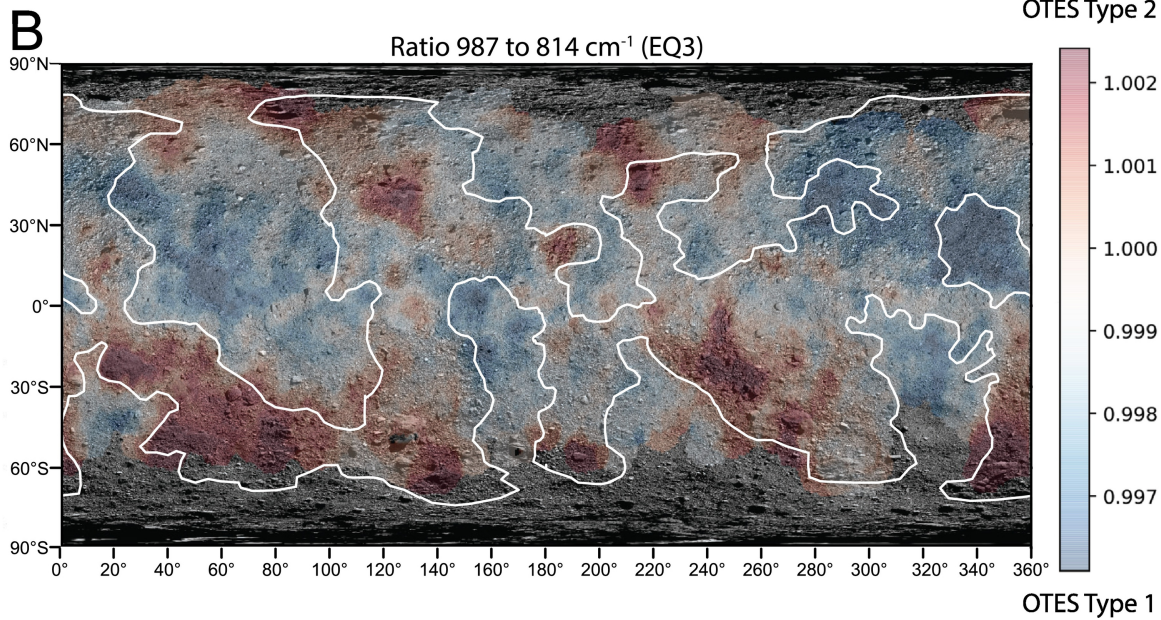 B
OTES Type 2
Ratio 987 to 814 cm⁻¹ (EQ3)
90°N
60°N
30°N
0°
30°S
60°S
90°S
0° 20° 40° 60° 80° 100° 120° 140° 160° 180° 200° 220° 240° 260° 280° 300° 320° 340° 360°
1.002
1.001
1.000
0.999
0.998
0.997
OTES Type 1